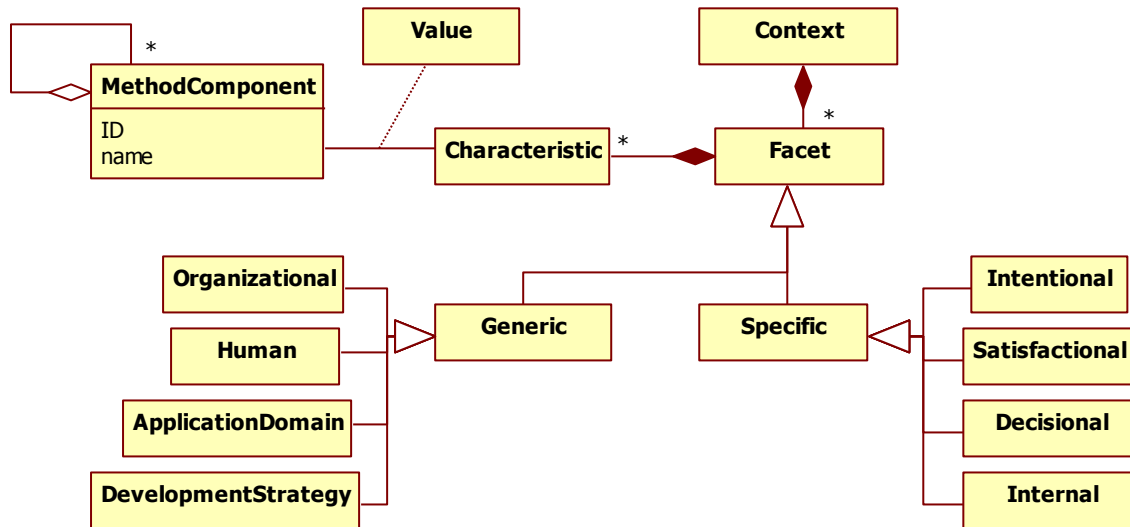 Value
Context
*
MethodComponent
ID
name
*
Characteristic
*
Facet
Organizational
Intentional
Generic
Specific
Human
Satisfactional
ApplicationDomain
Decisional
DevelopmentStrategy
Internal